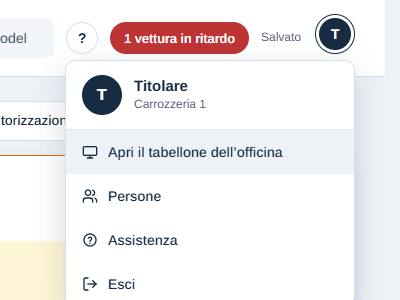 odel
?
1 vettura in ritardo
Salvato
T
T
Titolare
Carrozzeria 1
torizzazion
Apri il tabellone dell’officina
Persone
Assistenza
Esci